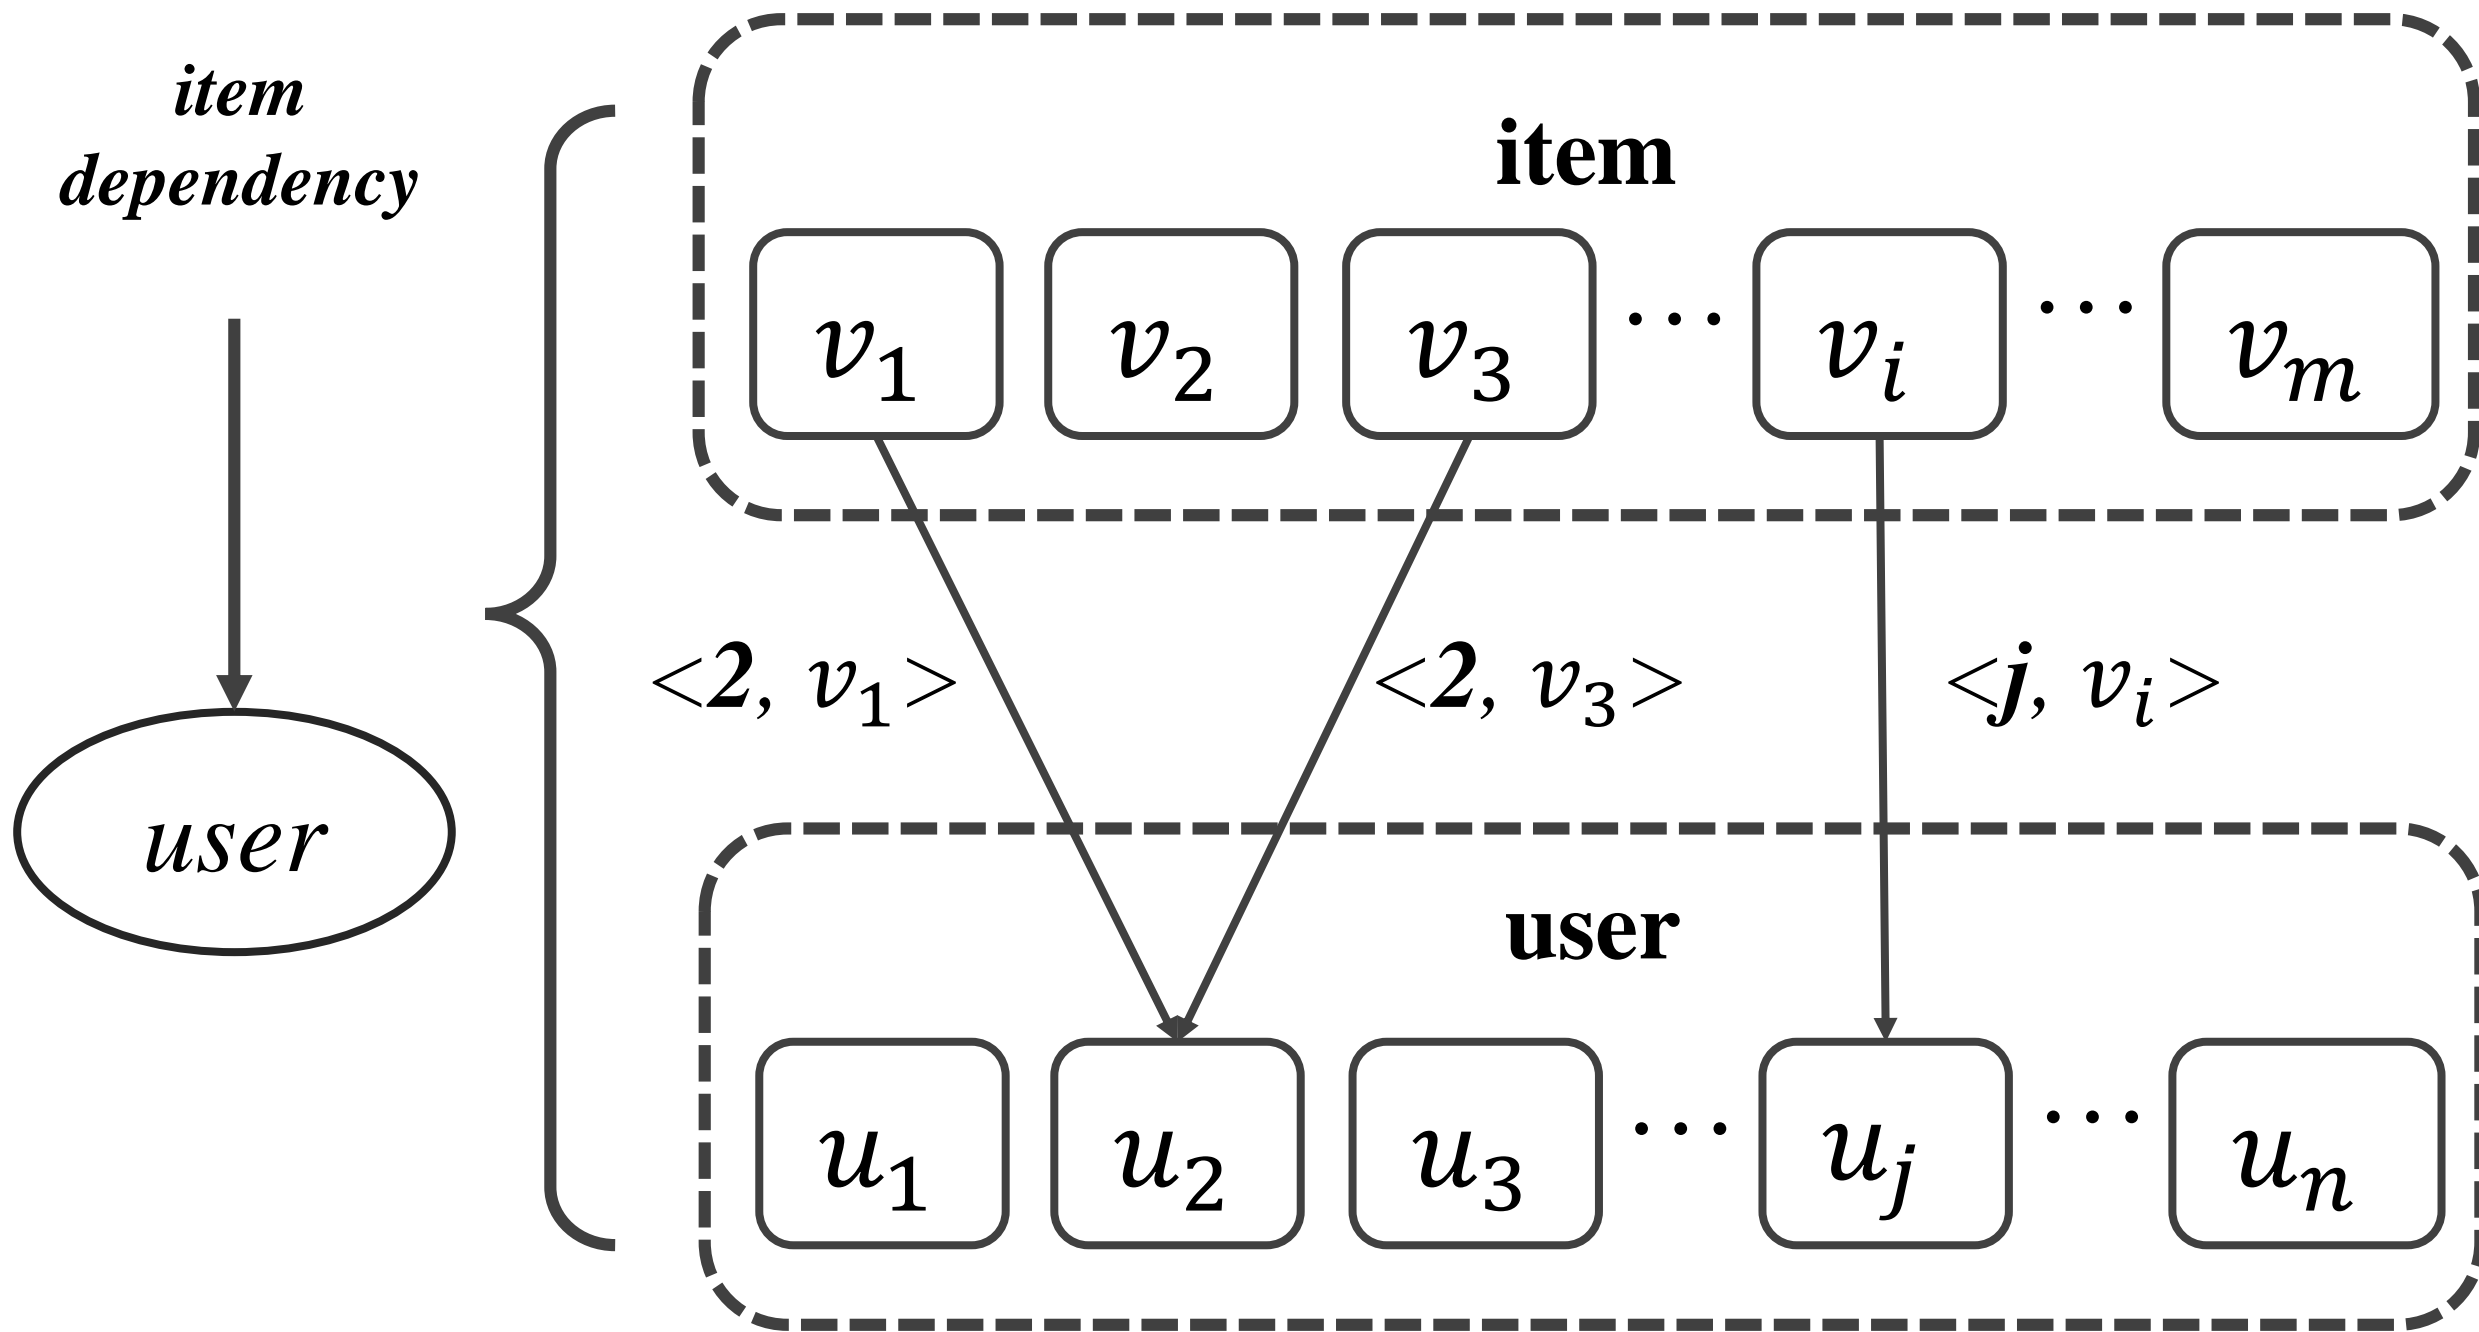 item
dependency
user
item
v₁ v₂ v₃ ··· vᵢ ··· vₘ
<2, v₁> <2, v₃> <j, vᵢ>
user
u₁ u₂ u₃ ··· uⱼ ··· uₙ